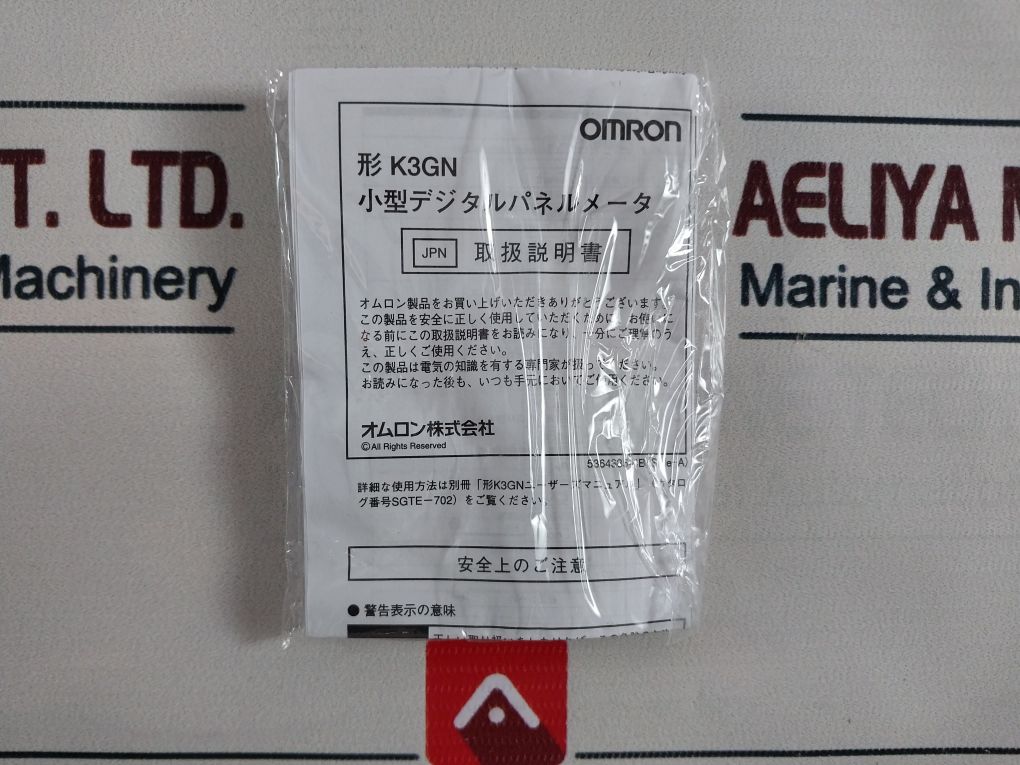 OMRON
形 K3GN
小型デジタルパネルメータ
JPN 取扱説明書
オムロン製品をお買い上げいただきありがとうございます。
この製品を安全に正しく使用していただくために、お使いに
なる前にこの取扱説明書をお読みになり、十分にご理解のう
え、正しくご使用ください。
この製品は電気の知識を有する専門家が扱ってください。
お読みになった後も、いつも手元においてご使用ください。
オムロン株式会社
©All Rights Reserved
詳細な使用方法は別冊「形K3GNユーザーズマニュアル」（カタロ
グ番号SGTE－702）をご覧ください。
安全上のご注意
● 警告表示の意味
T. LTD.
Machinery
AELIYA M
Marine & In